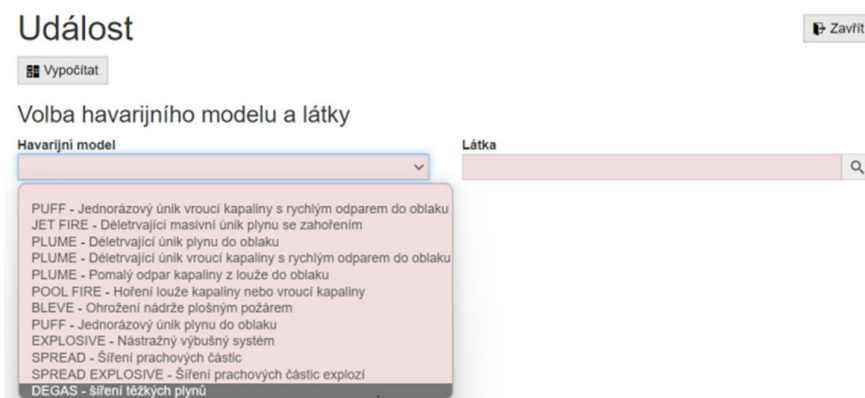 Událost
Zavřít
Vypočítat
Volba havarijního modelu a látky
Havarijní model
Látka
PUFF - Jednorázový únik vroucí kapaliny s rychlým odparem do oblaku
JET FIRE - Déletrvající masivní únik plynu se zahořením
PLUME - Déletrvající únik plynu do oblaku
PLUME - Déletrvající únik vroucí kapaliny s rychlým odparem do oblaku
PLUME - Pomalý odpar kapaliny z louže do oblaku
POOL FIRE - Hoření louže kapaliny nebo vroucí kapaliny
BLEVE - Ohrožení nádrže plošným požárem
PUFF - Jednorázový únik plynu do oblaku
EXPLOSIVE - Nástražný výbušný systém
SPREAD - Šíření prachových částic
SPREAD EXPLOSIVE - Šíření prachových částic explozí
DEGAS - šíření těžkých plynů